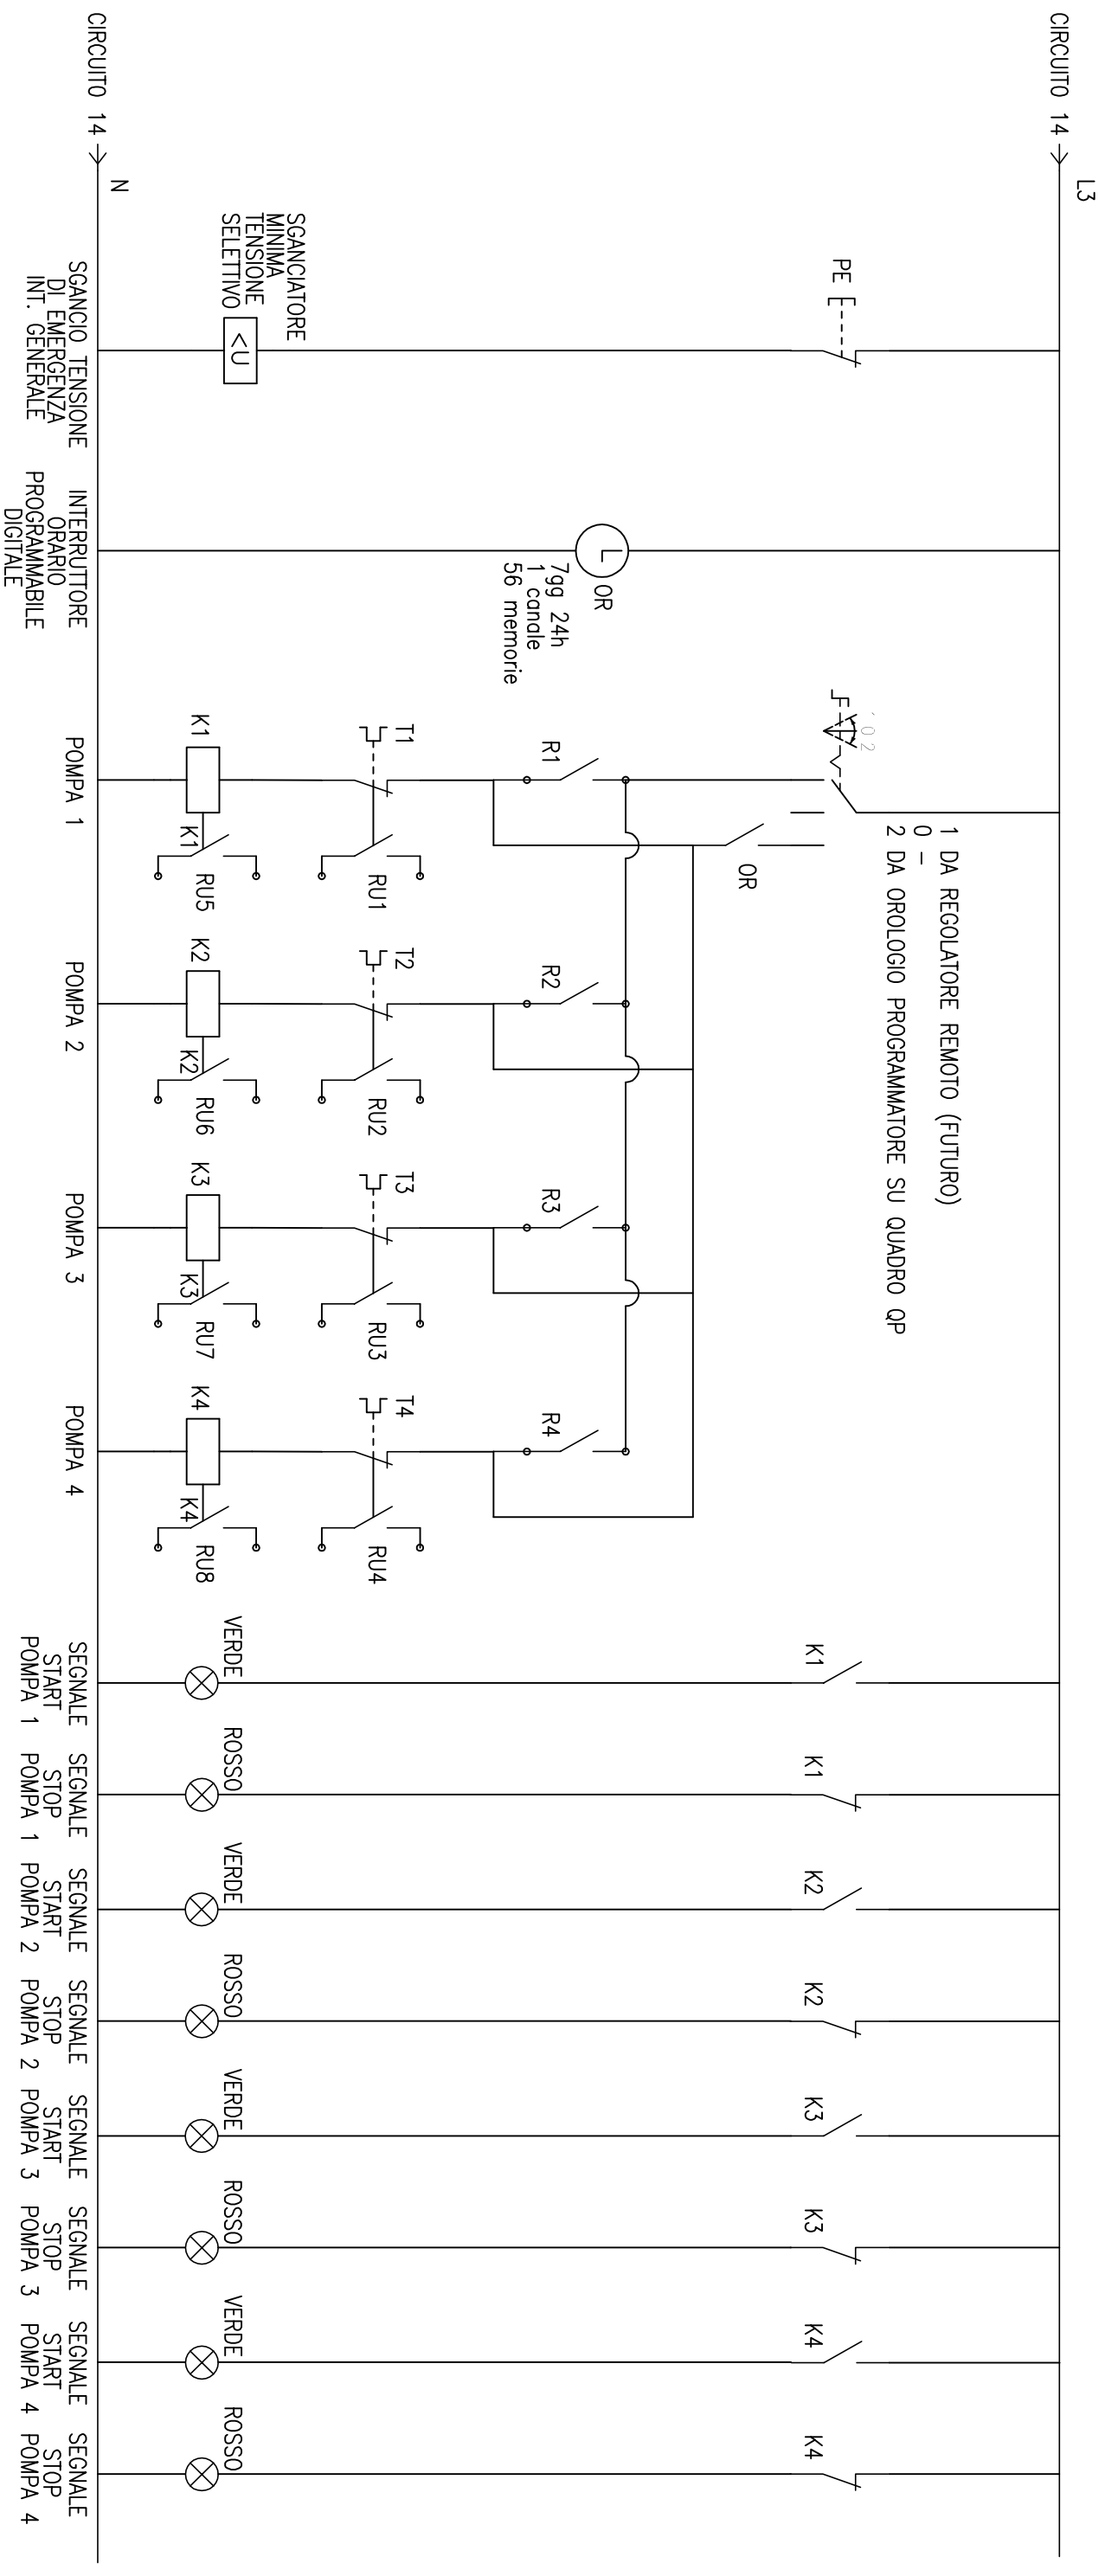 CIRCUITO 14
L3
CIRCUITO 14
N
PE
SGANCIATORE
MINIMA
TENSIONE
SELETTIVO
<U
SGANCIO TENSIONE
DI EMERGENZA
INT. GENERALE
OR
7gg 24h
1 canale
56 memorie
INTERRUTTORE
ORARIO
PROGRAMMABILE
DIGITALE
1 0 2
1 DA REGOLATORE REMOTO (FUTURO)
0 –
2 DA OROLOGIO PROGRAMMATORE SU QUADRO QP
OR
R1
R2
R3
R4
T1
RU1
T2
RU2
T3
RU3
T4
RU4
K1
K1
RU5
K2
K2
RU6
K3
K3
RU7
K4
K4
RU8
POMPA 1
POMPA 2
POMPA 3
POMPA 4
K1
K1
K2
K2
K3
K3
K4
K4
VERDE
ROSSO
VERDE
ROSSO
VERDE
ROSSO
VERDE
ROSSO
SEGNALE
START
POMPA 1
SEGNALE
STOP
POMPA 1
SEGNALE
START
POMPA 2
SEGNALE
STOP
POMPA 2
SEGNALE
START
POMPA 3
SEGNALE
STOP
POMPA 3
SEGNALE
START
POMPA 4
SEGNALE
STOP
POMPA 4